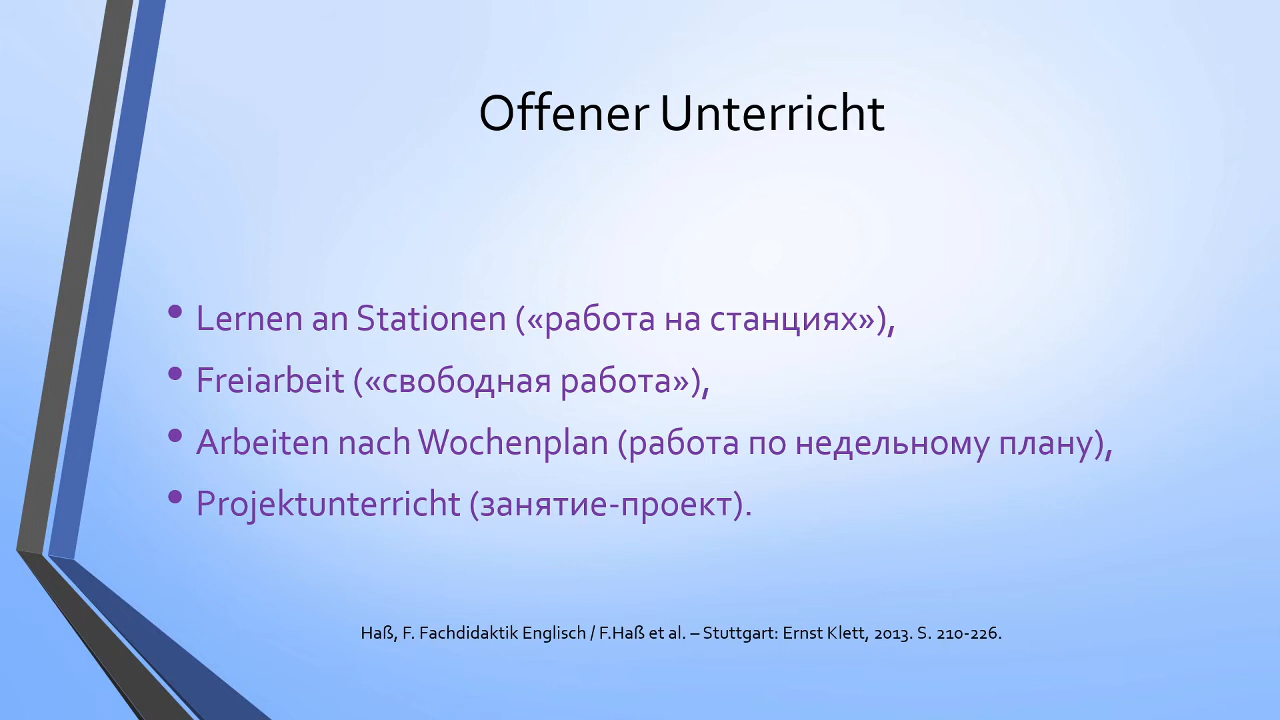 Offener Unterricht
• Lernen an Stationen («работа на станциях»),
• Freiarbeit («свободная работа»),
• Arbeiten nach Wochenplan (работа по недельному плану),
• Projektunterricht (занятие-проект).
Haß, F. Fachdidaktik Englisch / F.Haß et al. – Stuttgart: Ernst Klett, 2013. S. 210-226.